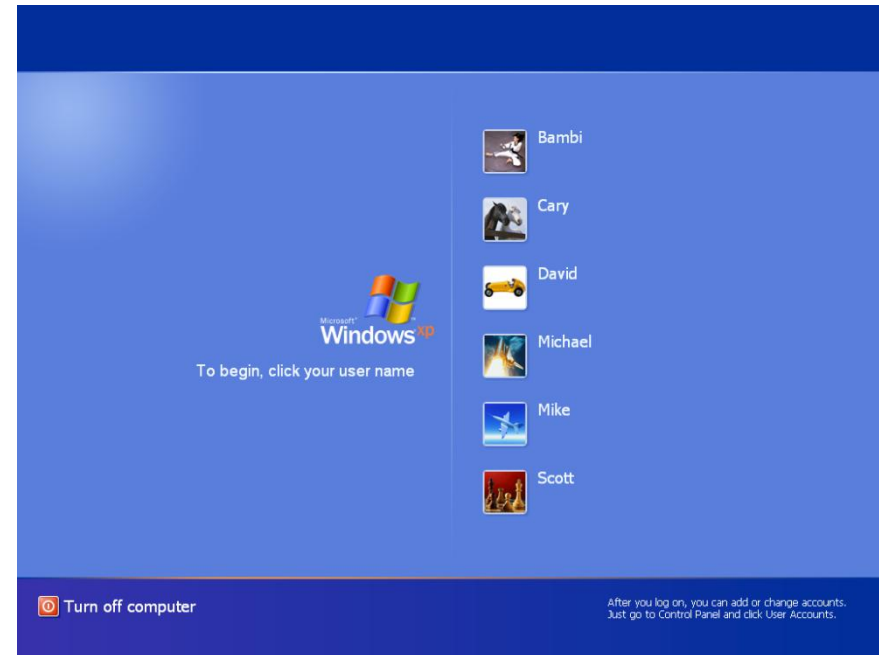 Microsoft®
Windows xp
To begin, click your user name
Bambi
Cary
David
Michael
Mike
Scott
Turn off computer
After you log on, you can add or change accounts.
Just go to Control Panel and click User Accounts.